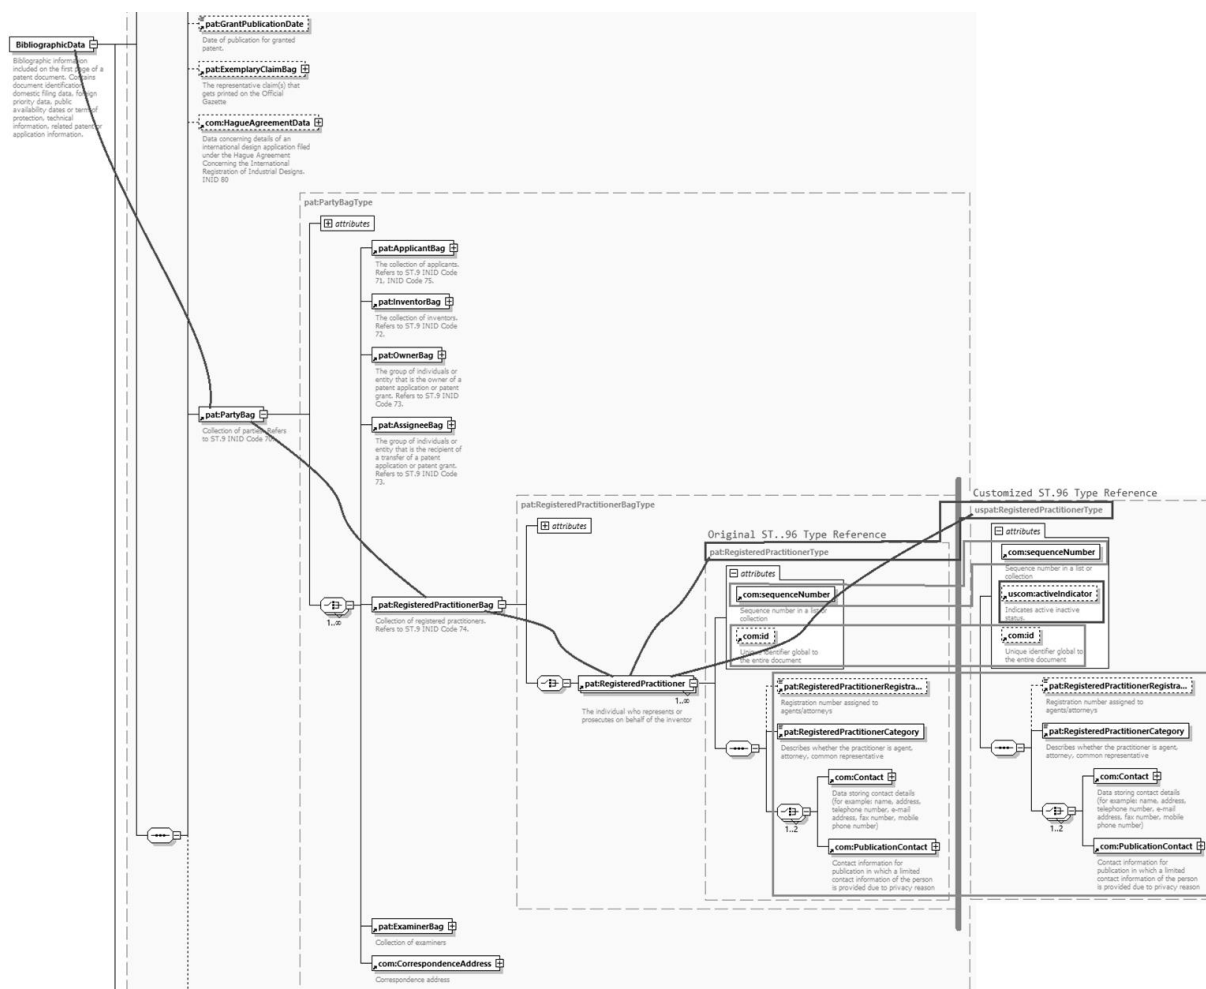 pat:GrantPublicationDate
Date of publication for granted
patent.
BibliographicData
Bibliographic information
included on the first page of a
patent document. Contains
document identification,
domestic filing data, foreign
priority data, public
availability dates or term of
protection, technical
information, related patent or
application information.
pat:ExemplaryClaimBag
The representative claim(s) that
gets printed on the Official
Gazette
com:HagueAgreementData
Data concerning details of an
international design application filed
under the Hague Agreement
Concerning the International
Registration of Industrial Designs.
INID 80
pat:PartyBagType
attributes
pat:ApplicantBag
The collection of applicants.
Refers to ST.9 INID Code
71, INID Code 75.
pat:InventorBag
The collection of inventors.
Refers to ST.9 INID Code
72.
pat:OwnerBag
The group of individuals or
entity that is the owner of a
patent application or patent
grant. Refers to ST.9 INID
Code 73.
pat:PartyBag
Collection of parties. Refers
to ST.9 INID Code 70.
pat:AssigneeBag
The group of individuals or
entity that is the recipient of
a transfer of a patent
application or patent grant.
Refers to ST.9 INID Code
73.
pat:RegisteredPractitionerBagType
attributes
Original ST..96 Type Reference
pat:RegisteredPractitionerType
attributes
com:sequenceNumber
Sequence number in a list or
collection
com:id
Unique identifier global to
the entire document
Customized ST.96 Type Reference
uspat:RegisteredPractitionerType
attributes
com:sequenceNumber
Sequence number in a list or
collection
uscom:activeIndicator
Indicates active inactive
status.
com:id
Unique identifier global to
the entire document
1..∞
pat:RegisteredPractitionerBag
Collection of registered practitioners.
Refers to ST.9 INID Code 74.
pat:RegisteredPractitioner
1..∞
The individual who represents or
prosecutes on behalf of the inventor
pat:RegisteredPractitionerRegistra...
Registration number assigned to
agents/attorneys
pat:RegisteredPractitionerCategory
Describes whether the practitioner is agent,
attorney, common representative
com:Contact
Data storing contact details
(for example: name, address,
telephone number, e-mail
address, fax number, mobile
phone number)
1..2
com:PublicationContact
Contact information for
publication in which a limited
contact information of the person
is provided due to privacy reason
pat:RegisteredPractitionerRegistra...
Registration number assigned to
agents/attorneys
pat:RegisteredPractitionerCategory
Describes whether the practitioner is agent,
attorney, common representative
com:Contact
Data storing contact details
(for example: name, address,
telephone number, e-mail
address, fax number, mobile
phone number)
1..2
com:PublicationContact
Contact information for
publication in which a limited
contact information of the person
is provided due to privacy reason
pat:ExaminerBag
Collection of examiners
com:CorrespondenceAddress
Correspondence address